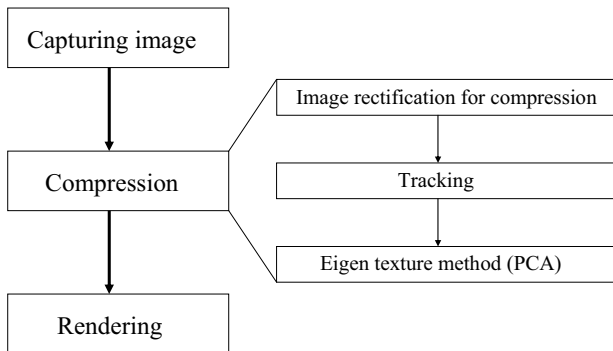 Capturing image
Compression
Rendering
Image rectification for compression
Tracking
Eigen texture method (PCA)